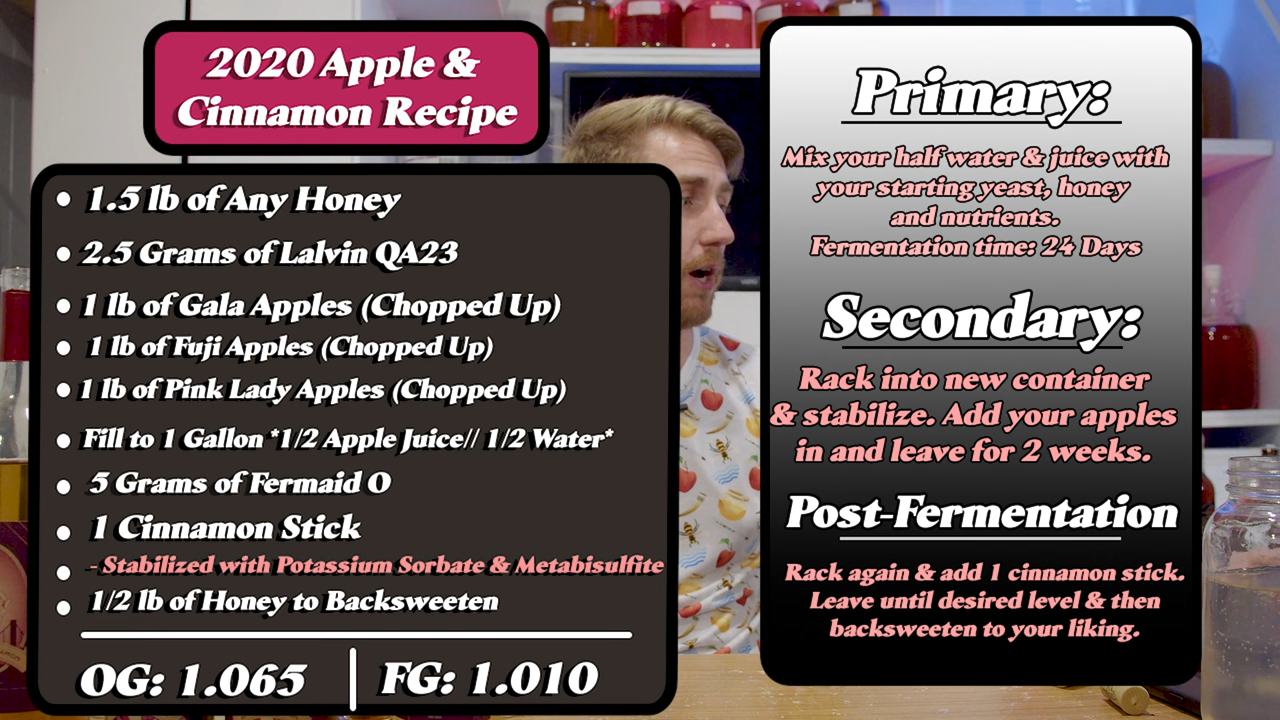 2020 Apple &
Cinnamon Recipe
1.5 lb of Any Honey
2.5 Grams of Lalvin QA23
1 lb of Gala Apples (Chopped Up)
1 lb of Fuji Apples (Chopped Up)
1 lb of Pink Lady Apples (Chopped Up)
Fill to 1 Gallon *1/2 Apple Juice// 1/2 Water*
5 Grams of Fermaid O
1 Cinnamon Stick
- Stabilized with Potassium Sorbate & Metabisulfite
1/2 lb of Honey to Backsweeten
OG: 1.065 | FG: 1.010
Primary:
Mix your half water & juice with
your starting yeast, honey
and nutrients.
Fermentation time: 24 Days
Secondary:
Rack into new container
& stabilize. Add your apples
in and leave for 2 weeks.
Post-Fermentation
Rack again & add 1 cinnamon stick.
Leave until desired level & then
backsweeten to your liking.